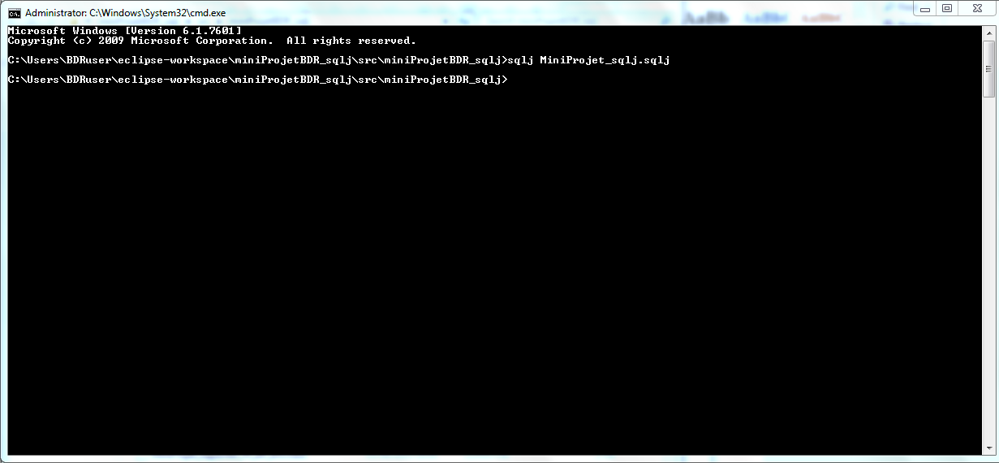 Administrator: C:\Windows\System32\cmd.exe
Microsoft Windows [Version 6.1.7601]
Copyright (c) 2009 Microsoft Corporation.  All rights reserved.
C:\Users\BDRuser\eclipse-workspace\miniProjetBDR_sqlj\src\miniProjetBDR_sqlj>sqlj MiniProjet_sqlj.sqlj
C:\Users\BDRuser\eclipse-workspace\miniProjetBDR_sqlj\src\miniProjetBDR_sqlj>